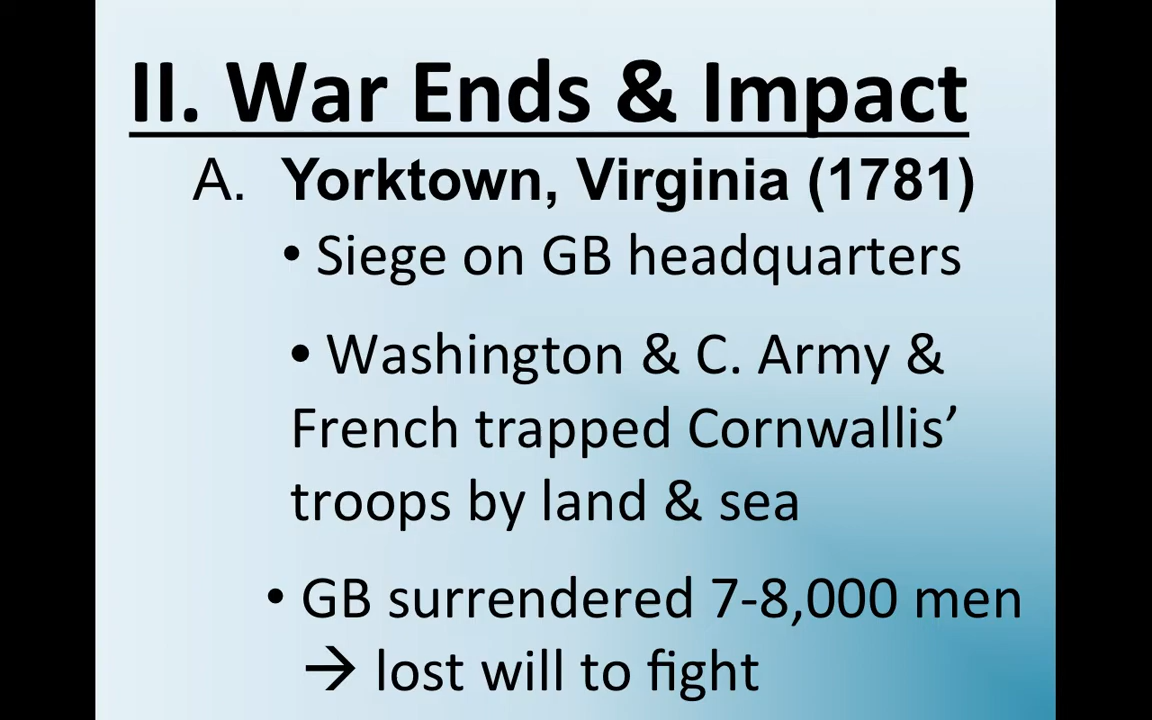 II. War Ends & Impact
A. Yorktown, Virginia (1781)
• Siege on GB headquarters
• Washington & C. Army &
French trapped Cornwallis’
troops by land & sea
• GB surrendered 7-8,000 men
→ lost will to fight